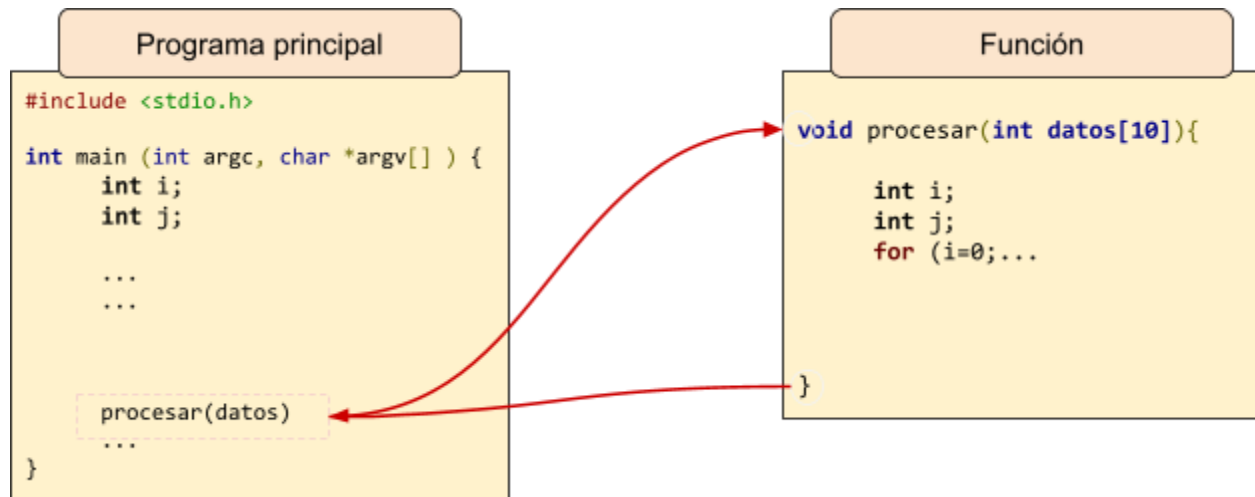 Programa principal
#include <stdio.h>
int main (int argc, char *argv[] ) {
int i;
int j;
...
...
procesar(datos)
...
}
Función
void procesar(int datos[10]){
int i;
int j;
for (i=0;...
}